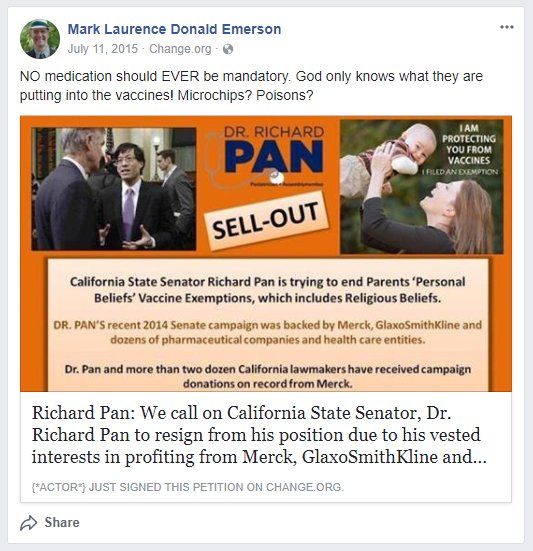 Mark Laurence Donald Emerson
July 11, 2015 · Change.org ·
NO medication should EVER be mandatory. God only knows what they are
putting into the vaccines! Microchips? Poisons?
DR. RICHARD
PAN
SELL-OUT
I AM
PROTECTING
YOU FROM
VACCINES
I FILED AN EXEMPTION
California State Senator Richard Pan is trying to end Parents ‘Personal
Beliefs’ Vaccine Exemptions, which includes Religious Beliefs.
DR. PAN’S recent 2014 Senate campaign was backed by Merck, GlaxoSmithKline and
dozens of pharmaceutical companies and health care entities.
Dr. Pan and more than two dozen California lawmakers have received campaign
donations on record from Merck.
Richard Pan: We call on California State Senator, Dr.
Richard Pan to resign from his position due to his vested
interests in profiting from Merck, GlaxoSmithKline and...
{*ACTOR*} JUST SIGNED THIS PETITION ON CHANGE.ORG.
Share